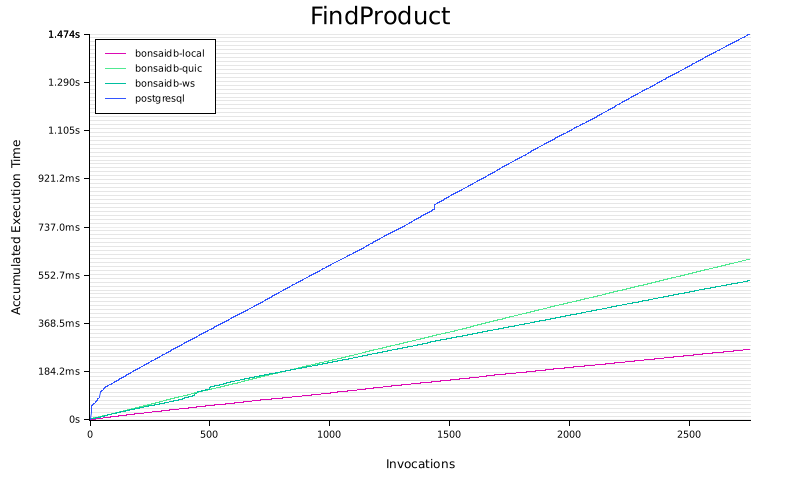 FindProduct
1.474s
bonsaidb-local
bonsaidb-quic
bonsaidb-ws
postgresql
1.290s
1.105s
921.2ms
737.0ms
552.7ms
368.5ms
184.2ms
0s
Accumulated Execution Time
0 500 1000 1500 2000 2500
Invocations